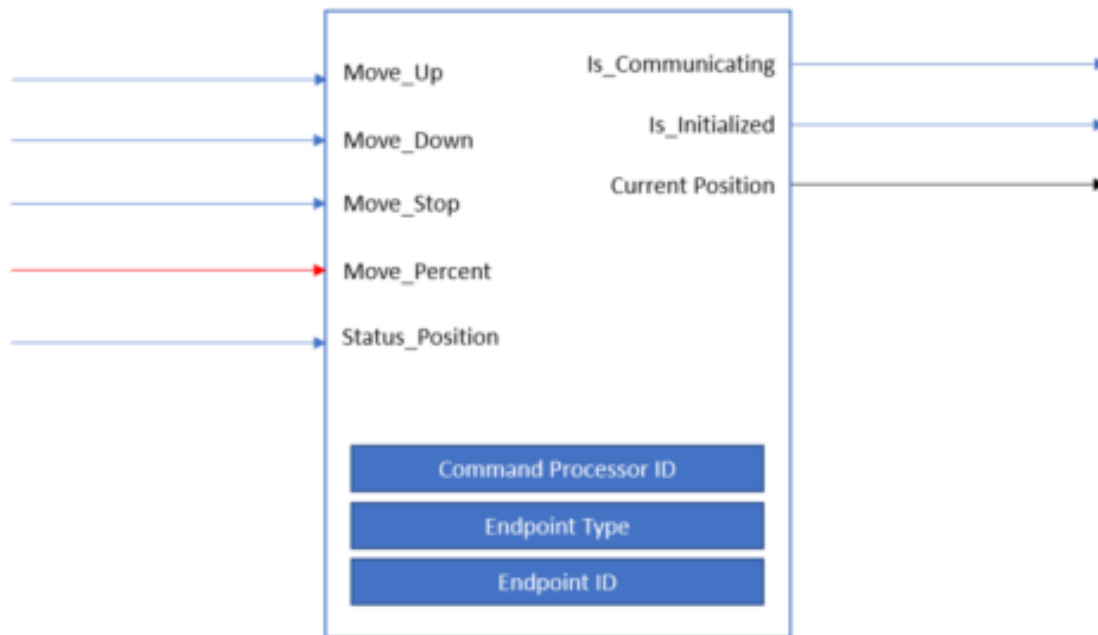 Move_Up
Move_Down
Move_Stop
Move_Percent
Status_Position
Is_Communicating
Is_Initialized
Current Position
Command Processor ID
Endpoint Type
Endpoint ID